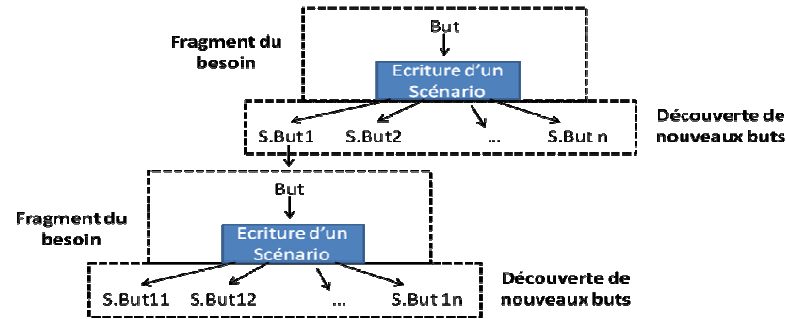 But
Fragment du
besoin
Ecriture d'un
Scénario
S.But1 S.But2 ... S.But n
Découverte de
nouveaux buts
But
Fragment du
besoin
Ecriture d'un
Scénario
S.But11 S.But12 ... S.But 1n
Découverte de
nouveaux buts